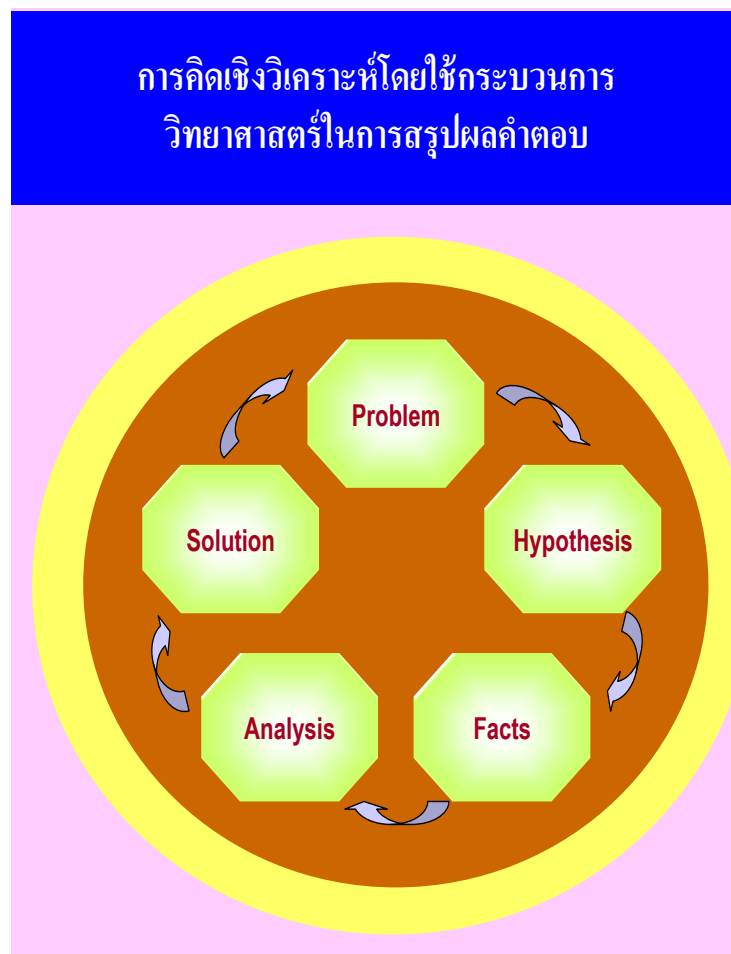 การคิดเชิงวิเคราะห์โดยใช้กระบวนการ
วิทยาศาสตร์ในการสรุปผลคำตอบ
Problem
Hypothesis
Facts
Analysis
Solution